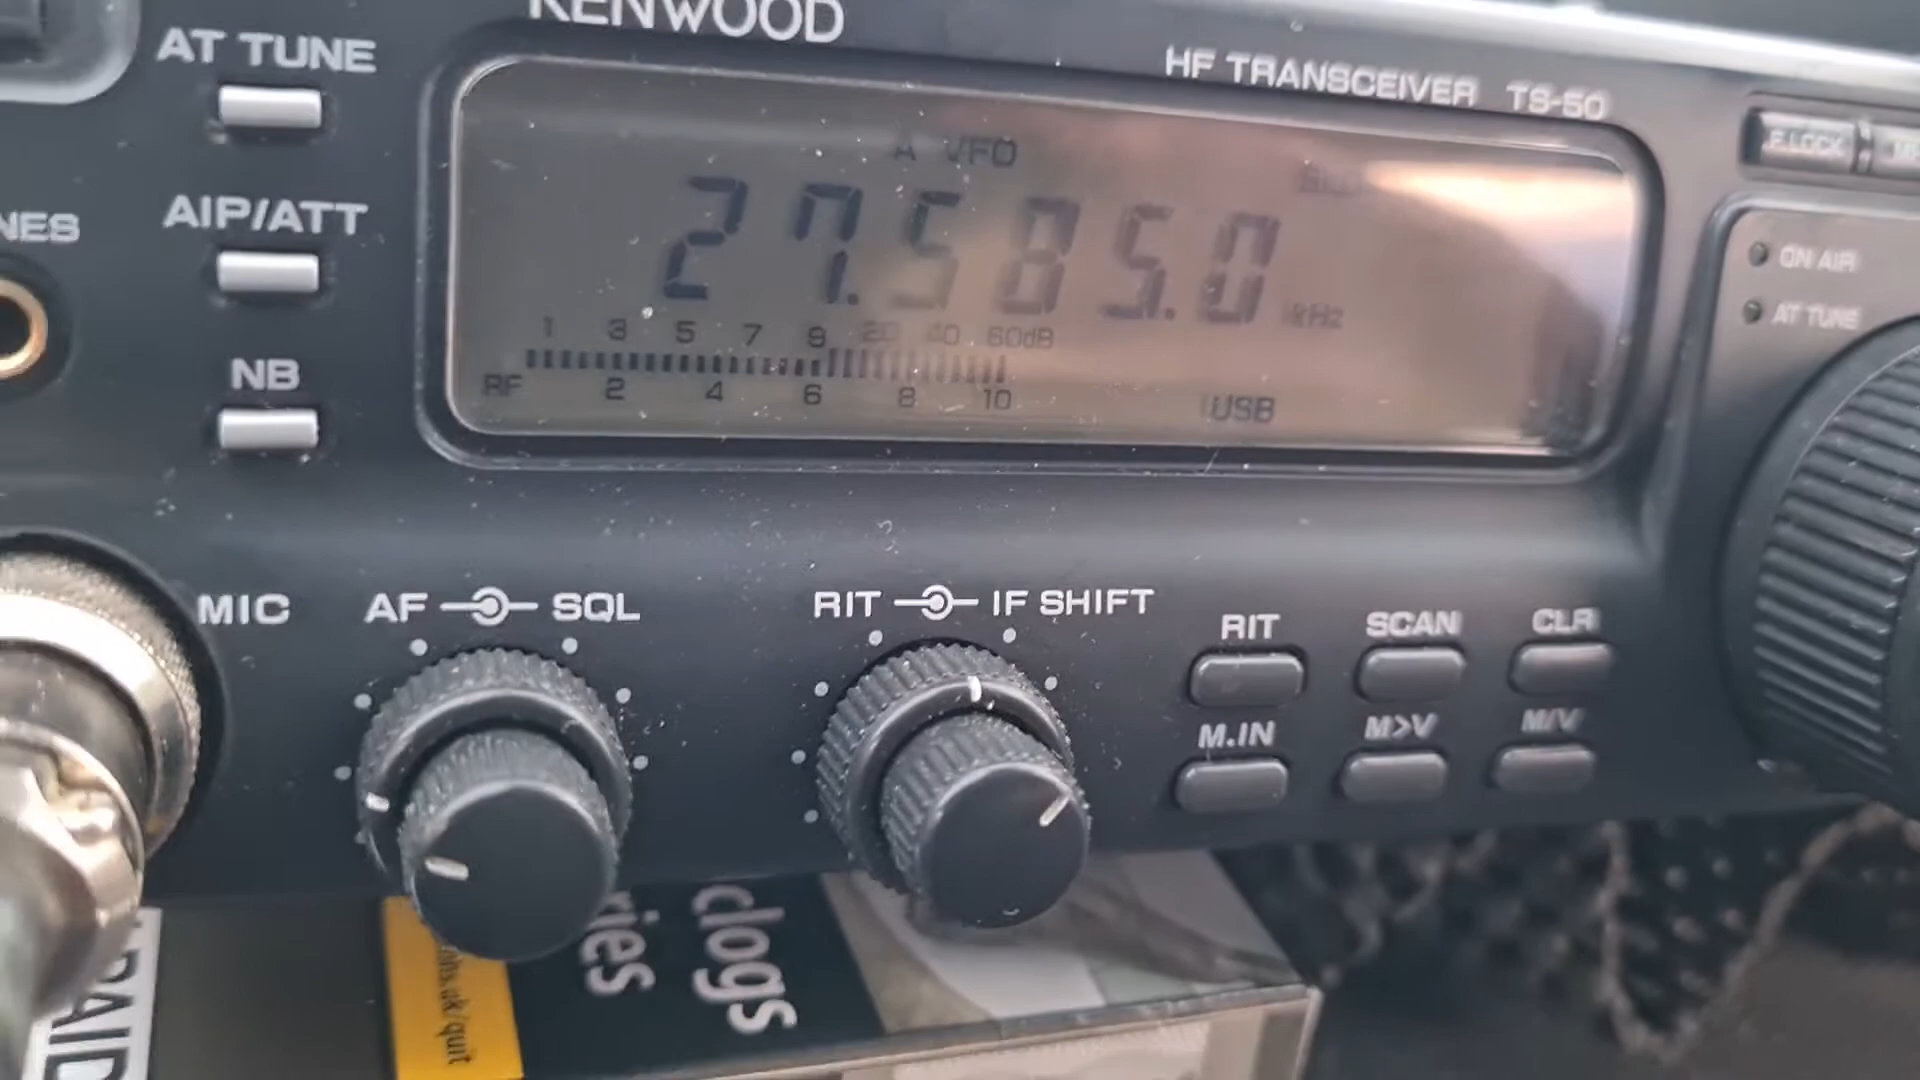 KENWOOD
AT TUNE
HF TRANSCEIVER TS-50
F.LOCK
A VFO
AIP/ATT
27.585.0
kHz
ON AIR
AT TUNE
1 3 5 7 9 20 40 60dB
RF 2 4 6 8 10
USB
NB
MIC
AF SQL
RIT IF SHIFT
RIT SCAN CLR
M.IN M>V M/V
clogs